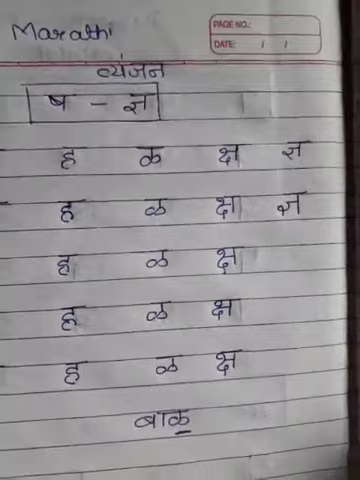 Marathi
PAGE NO.:
DATE: / /
व्यंजन
ष - ज्ञ
ह ळ क्ष ज्ञ
ह ळ क्ष ज्ञ
ह ळ क्ष
ह ळ क्ष
ह ळ क्ष
बाळ